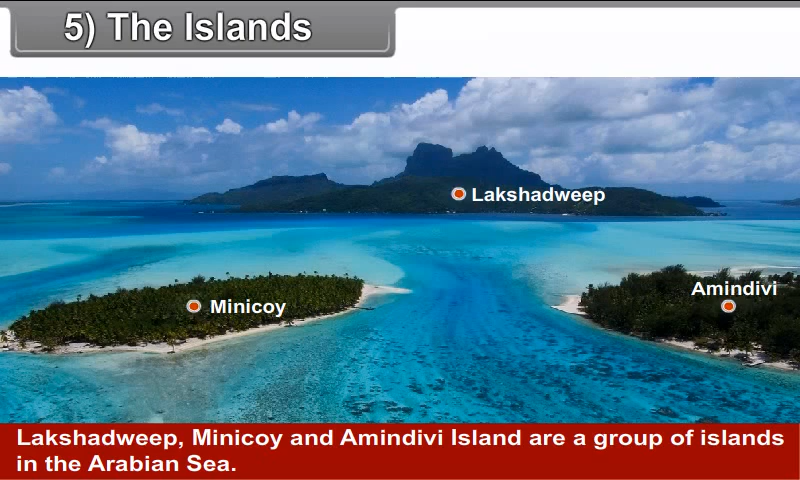 5) The Islands
Lakshadweep
Minicoy
Amindivi
Lakshadweep, Minicoy and Amindivi Island are a group of islands
in the Arabian Sea.